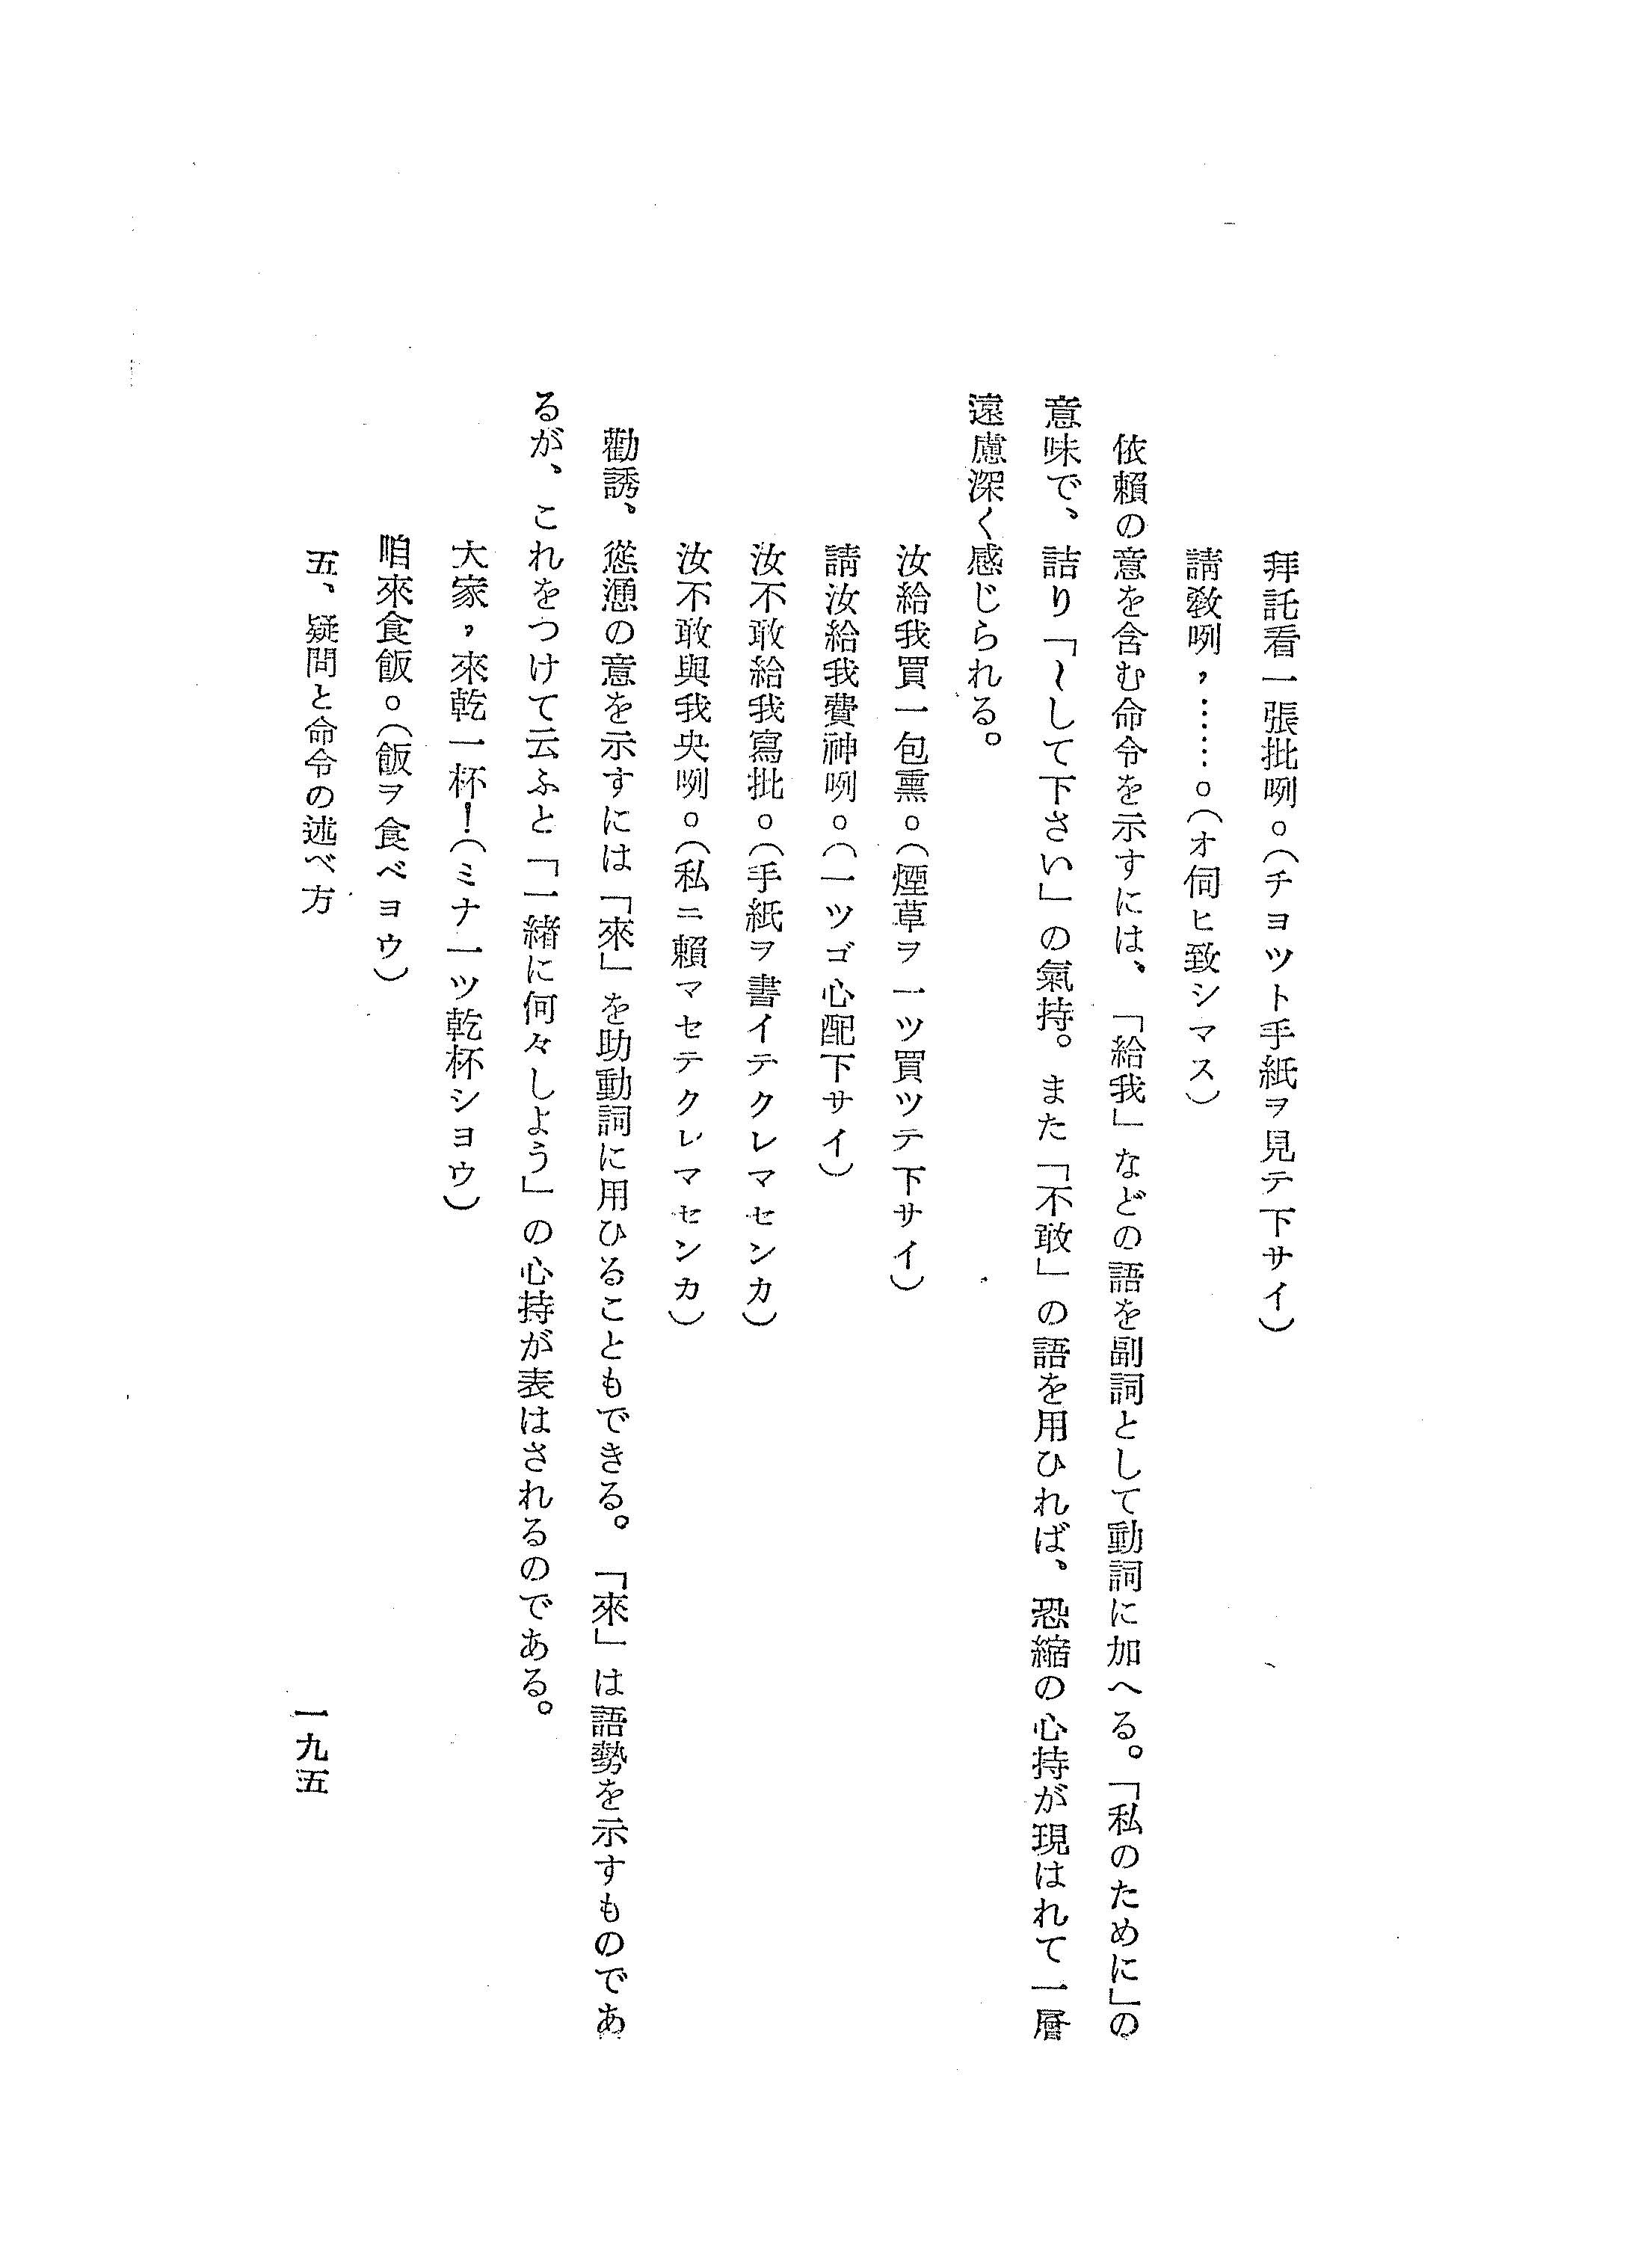 拜託看一張批咧。(チヨツト手紙ヲ見テ下サイ)
請教咧，……。(オ伺ヒ致シマス)
依賴の意を含む命令を示すには、「給我」などの語を副詞として動詞に加へる。「私のために」の
意味で、詰り「〜して下さい」の氣持。また「不敢」の語を用ひれば、恐縮の心持が現はれて一層
遠慮深く感じられる。
汝給我買一包熏。(煙草ヲ一ツ買ツテ下サイ)
請汝給我費神咧。(一ツゴ心配下サイ)
汝不敢給我寫批。(手紙ヲ書イテクレマセンカ)
汝不敢與我央咧。(私ニ賴マセテクレマセンカ)
勸誘、慫慂の意を示すには「來」を助動詞に用ひることもできる。「來」は語勢を示すものであ
るが、これをつけて云ふと「一緒に何々しよう」の心持が表はされるのである。
大家，來乾一杯！(ミナ一ツ乾杯シヨウ)
咱來食飯。(飯ヲ食ベヨウ)
五、疑問と命令の述べ方
一九五